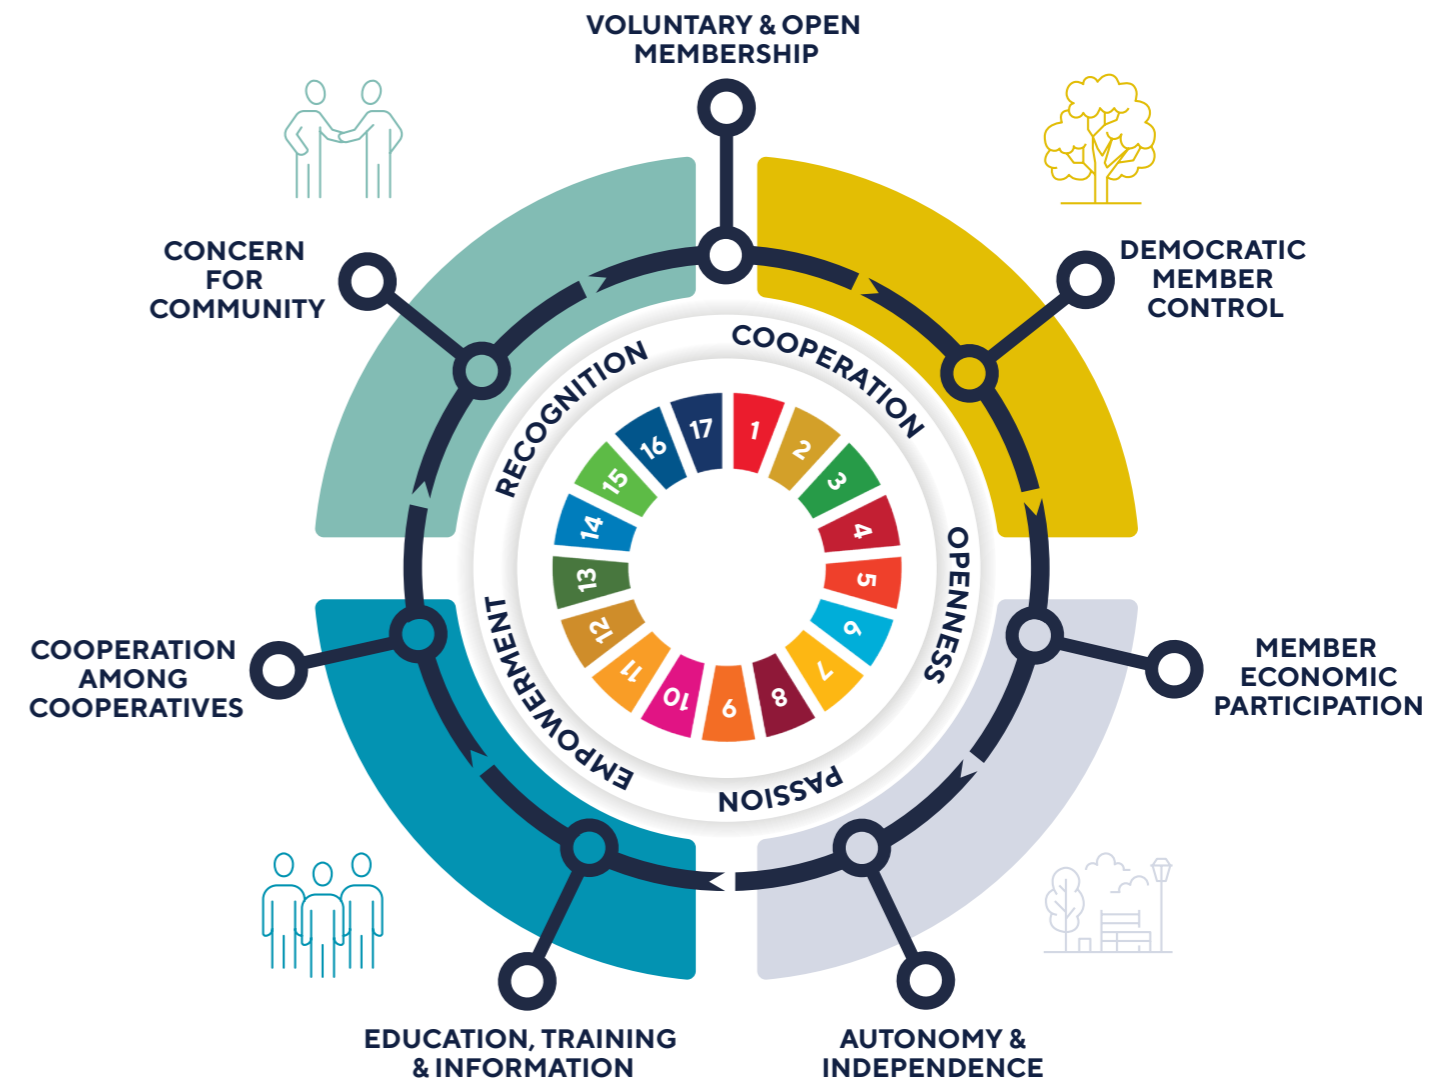 VOLUNTARY & OPEN
MEMBERSHIP
DEMOCRATIC
MEMBER
CONTROL
MEMBER
ECONOMIC
PARTICIPATION
AUTONOMY &
INDEPENDENCE
EDUCATION, TRAINING
& INFORMATION
COOPERATION
AMONG
COOPERATIVES
CONCERN
FOR
COMMUNITY
COOPERATION
OPENNESS
PASSION
EMPOWERMENT
RECOGNITION
1
2
3
4
5
6
7
8
9
10
11
12
13
14
15
16
17